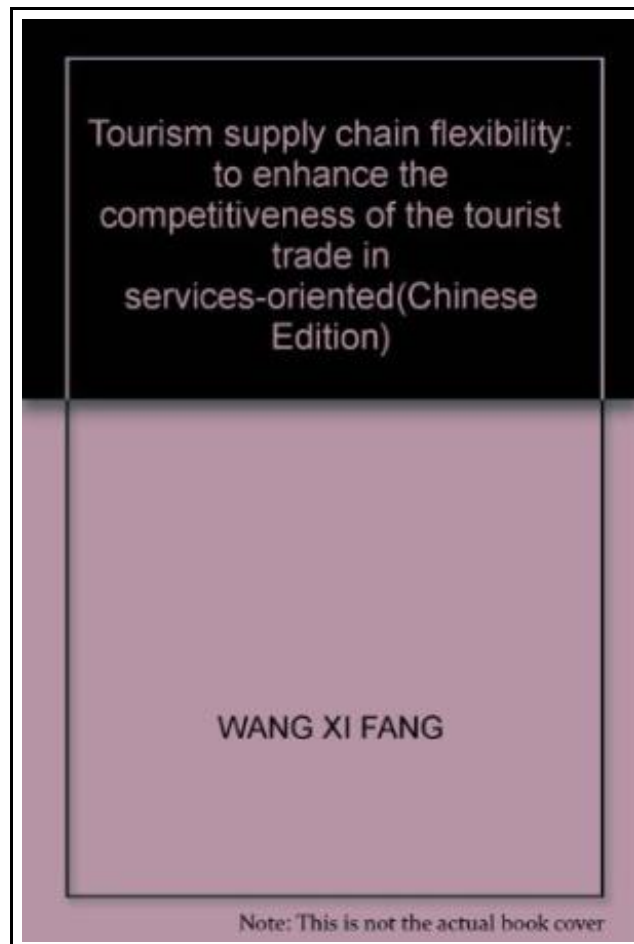 Tourism supply chain flexibility:
to enhance the
competitiveness of the tourist
trade in
services-oriented(Chinese
Edition)
WANG XI FANG
Note: This is not the actual book cover